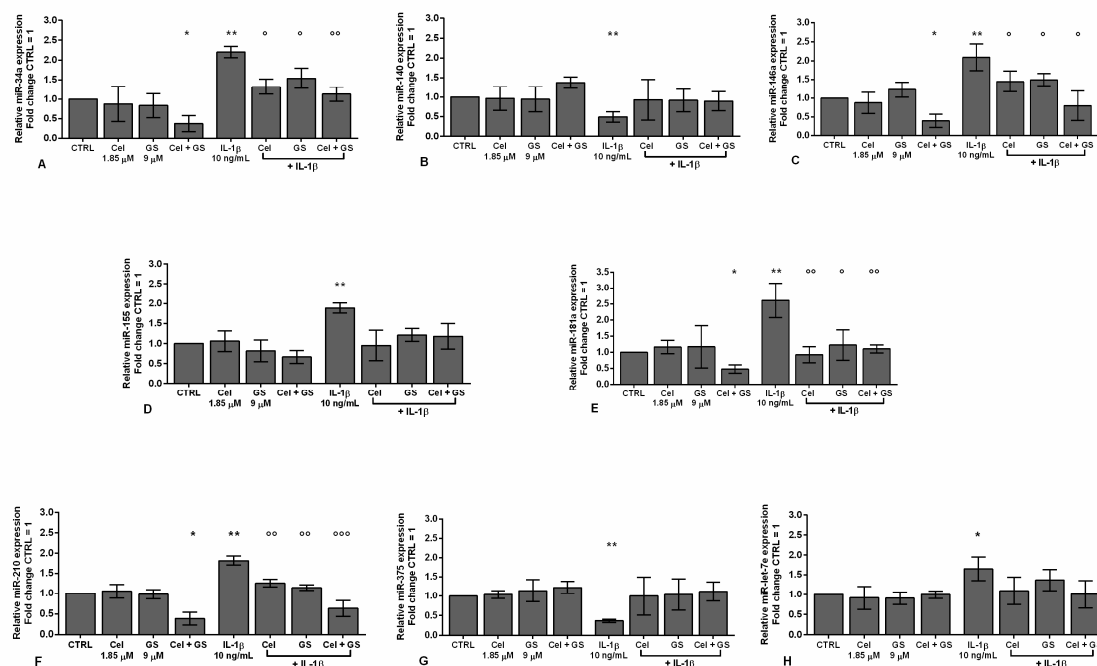 Relative miR-34a expression
Fold change CTRL = 1
3.0
2.5
2.0
1.5
1.0
0.5
0.0
* ** ° ° °°
CTRL Cel GS Cel + GS IL-1β Cel GS Cel + GS
1.85 μM 9 μM 10 ng/mL
+ IL-1β
A
Relative miR-140 expression
Fold change CTRL = 1
3.0
2.5
2.0
1.5
1.0
0.5
0.0
**
CTRL Cel GS Cel + GS IL-1β Cel GS Cel + GS
1.85 μM 9 μM 10 ng/mL
+ IL-1β
B
Relative miR-146a expression
Fold change CTRL = 1
3.0
2.5
2.0
1.5
1.0
0.5
0.0
* ** ° ° °
CTRL Cel GS Cel + GS IL-1β Cel GS Cel + GS
1.85 μM 9 μM 10 ng/mL
+ IL-1β
C
Relative miR-155 expression
Fold change CTRL = 1
3.0
2.5
2.0
1.5
1.0
0.5
0.0
**
CTRL Cel GS Cel + GS IL-1β Cel GS Cel + GS
1.85 μM 9 μM 10 ng/mL
+ IL-1β
D
Relative miR-181a expression
Fold change CTRL = 1
3.5
3.0
2.5
2.0
1.5
1.0
0.5
0.0
* ** °° ° °°
CTRL Cel GS Cel + GS IL-1β Cel GS Cel + GS
1.85 μM 9 μM 10 ng/mL
+ IL-1β
E
Relative miR-210 expression
Fold change CTRL = 1
3.0
2.5
2.0
1.5
1.0
0.5
0.0
* ** °° °° °°°
CTRL Cel GS Cel + GS IL-1β Cel GS Cel + GS
1.85 μM 9 μM 10 ng/mL
+ IL-1β
F
Relative miR-375 expression
Fold change CTRL = 1
3.0
2.5
2.0
1.5
1.0
0.5
0.0
**
CTRL Cel GS Cel + GS IL-1β Cel GS Cel + GS
1.85 μM 9 μM 10 ng/mL
+ IL-1β
G
Relative miR-let-7e expression
Fold change CTRL = 1
3.0
2.5
2.0
1.5
1.0
0.5
0.0
*
CTRL Cel GS Cel + GS IL-1β Cel GS Cel + GS
1.85 μM 9 μM 10 ng/mL
+ IL-1β
H